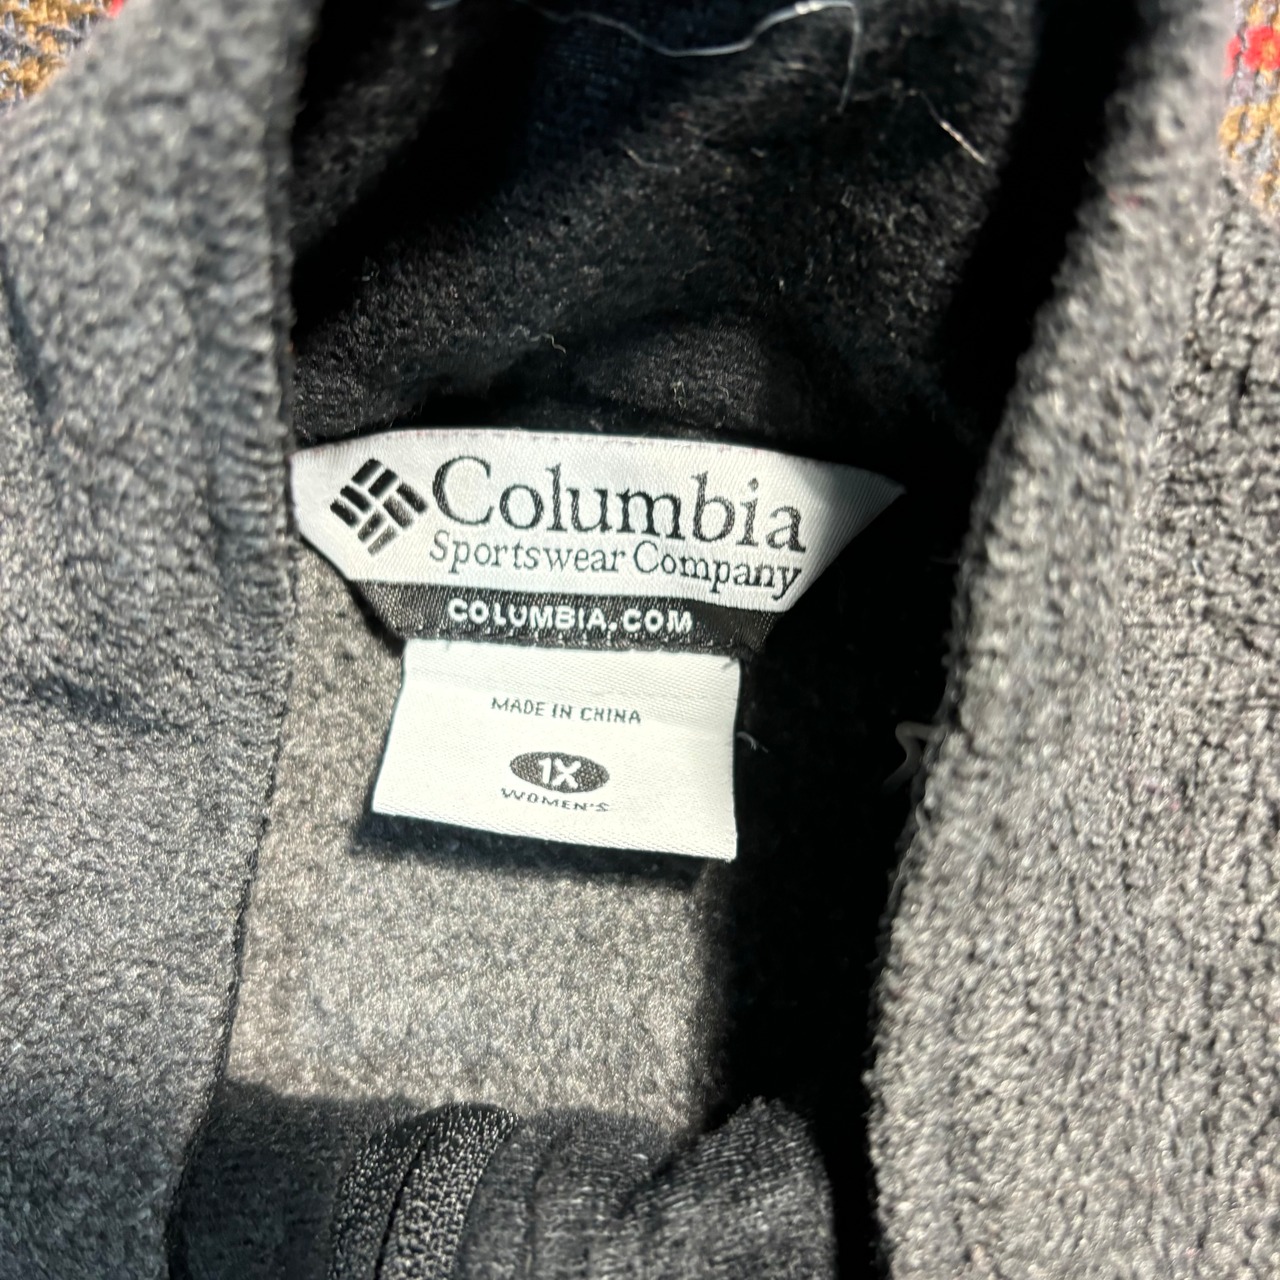 Columbia
Sportswear Company
COLUMBIA.COM
MADE IN CHINA
1X
WOMEN'S